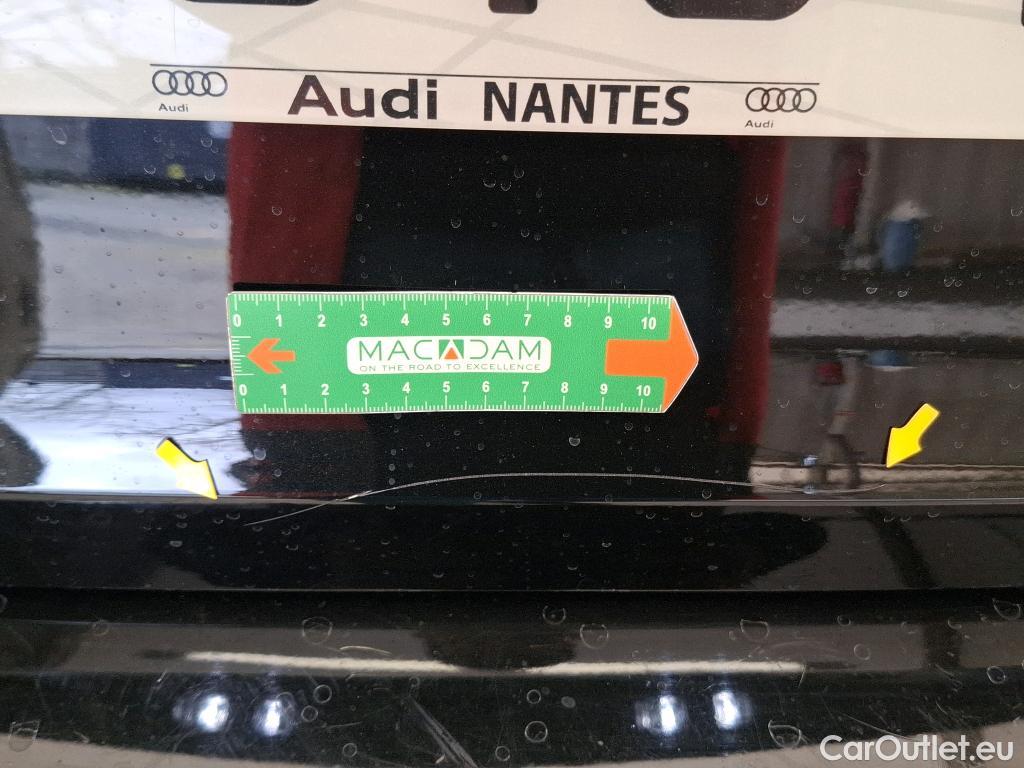 Audi NANTES
Audi
Audi
0 1 2 3 4 5 6 7 8 9 10
MACADAM
ON THE ROAD TO EXCELLENCE
0 1 2 3 4 5 6 7 8 9 10
CarOutlet.eu